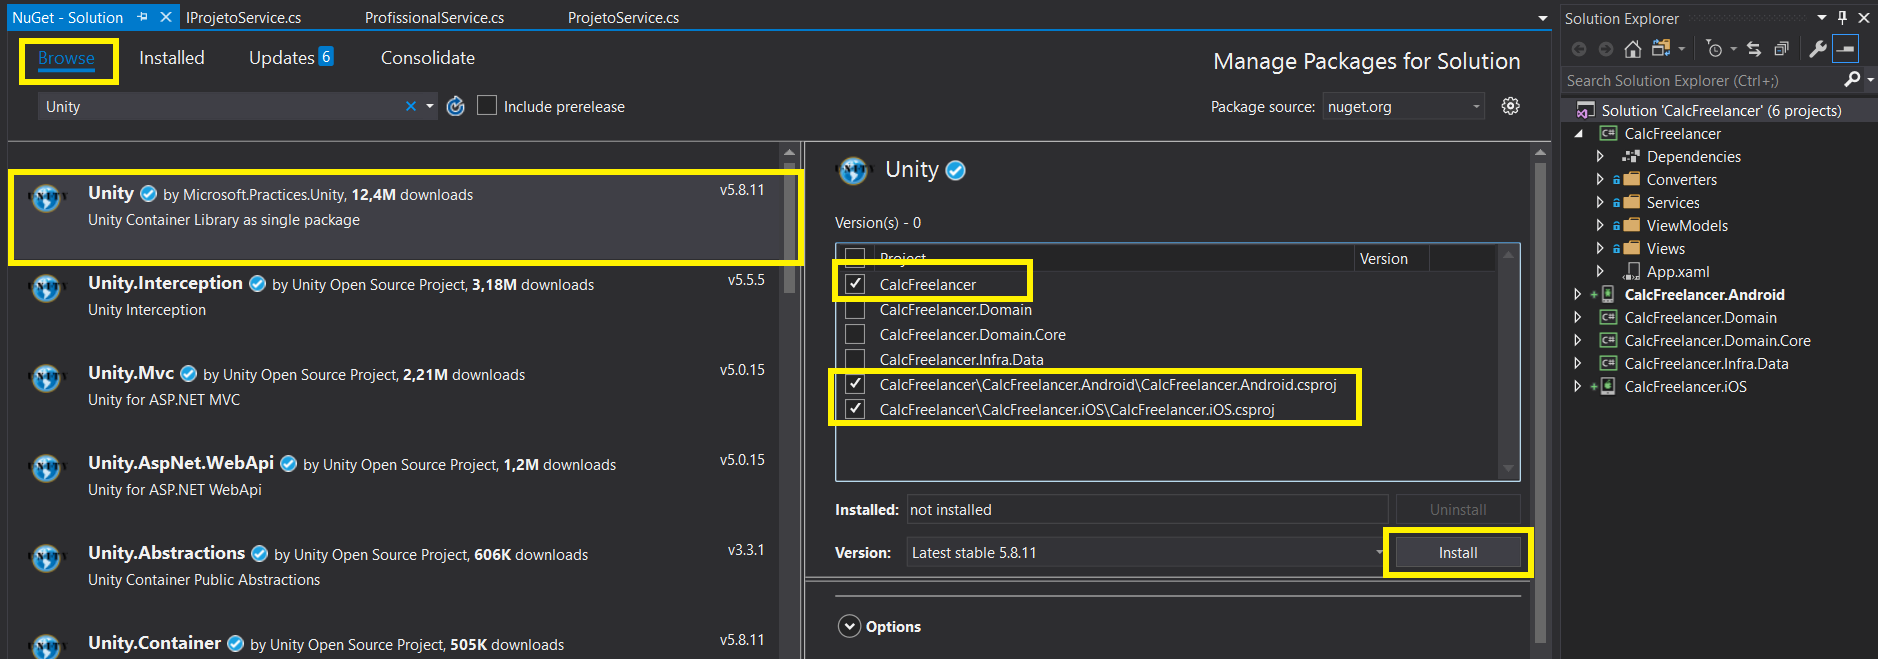 NuGet - Solution
IProjetoService.cs
ProfissionalService.cs
ProjetoService.cs
Browse
Installed
Updates 6
Consolidate
Manage Packages for Solution
Unity
Include prerelease
Package source: nuget.org
Unity by Microsoft.Practices.Unity, 12,4M downloads
v5.8.11
Unity Container Library as single package
Unity.Interception by Unity Open Source Project, 3,18M downloads
v5.5.5
Unity Interception
Unity.Mvc by Unity Open Source Project, 2,21M downloads
v5.0.15
Unity for ASP.NET MVC
Unity.AspNet.WebApi by Unity Open Source Project, 1,2M downloads
v5.0.15
Unity for ASP.NET WebApi
Unity.Abstractions by Unity Open Source Project, 606K downloads
v3.3.1
Unity Container Public Abstractions
Unity.Container by Unity Open Source Project, 505K downloads
v5.8.11
Unity
Version(s) - 0
Project
Version
CalcFreelancer
CalcFreelancer.Domain
CalcFreelancer.Domain.Core
CalcFreelancer.Infra.Data
CalcFreelancer\CalcFreelancer.Android\CalcFreelancer.Android.csproj
CalcFreelancer\CalcFreelancer.iOS\CalcFreelancer.iOS.csproj
Installed: not installed
Uninstall
Version: Latest stable 5.8.11
Install
Options
Solution Explorer
Search Solution Explorer (Ctrl+;)
Solution 'CalcFreelancer' (6 projects)
C# CalcFreelancer
Dependencies
Converters
Services
ViewModels
Views
App.xaml
CalcFreelancer.Android
C# CalcFreelancer.Domain
C# CalcFreelancer.Domain.Core
C# CalcFreelancer.Infra.Data
CalcFreelancer.iOS